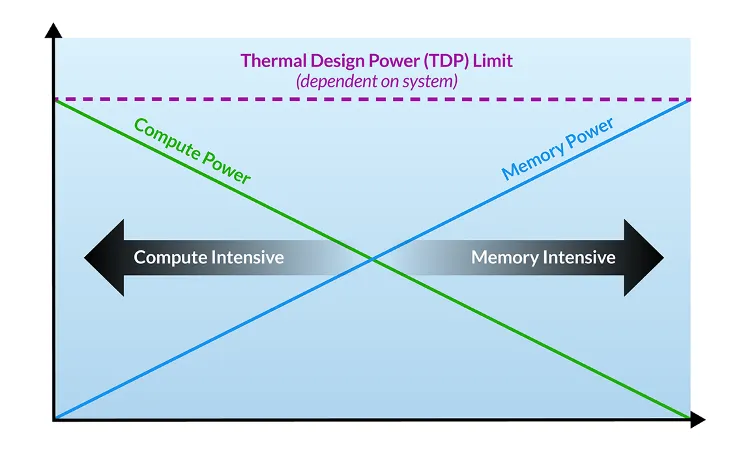 Thermal Design Power (TDP) Limit
(dependent on system)
Compute Power
Memory Power
Compute Intensive
Memory Intensive